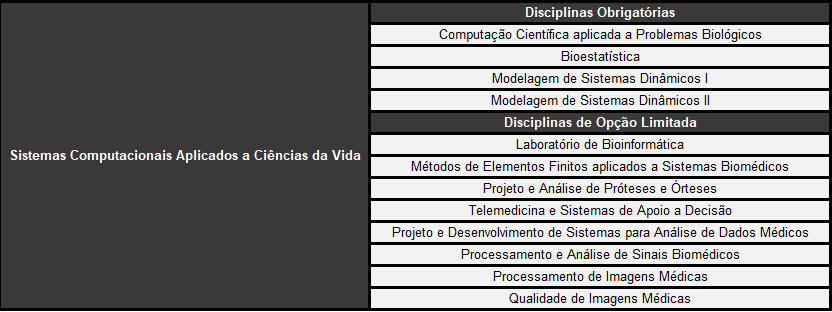 Sistemas Computacionais Aplicados a Ciências da Vida
Disciplinas Obrigatórias
Computação Científica aplicada a Problemas Biológicos
Bioestatística
Modelagem de Sistemas Dinâmicos I
Modelagem de Sistemas Dinâmicos II
Disciplinas de Opção Limitada
Laboratório de Bioinformática
Métodos de Elementos Finitos aplicados a Sistemas Biomédicos
Projeto e Análise de Próteses e Órteses
Telemedicina e Sistemas de Apoio a Decisão
Projeto e Desenvolvimento de Sistemas para Análise de Dados Médicos
Processamento e Análise de Sinais Biomédicos
Processamento de Imagens Médicas
Qualidade de Imagens Médicas